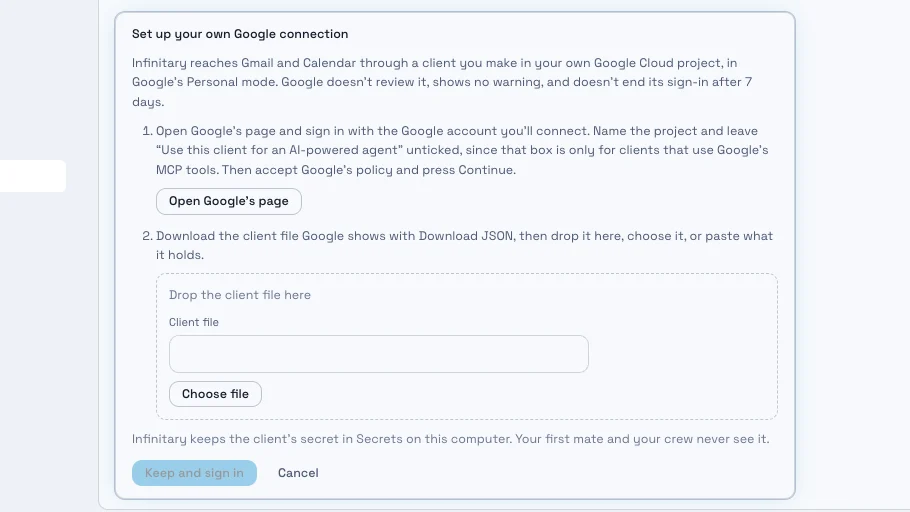 Set up your own Google connection
Infinitary reaches Gmail and Calendar through a client you make in your own Google Cloud project, in
Google's Personal mode. Google doesn't review it, shows no warning, and doesn't end its sign-in after 7
days.
1. Open Google's page and sign in with the Google account you'll connect. Name the project and leave
“Use this client for an AI-powered agent” unticked, since that box is only for clients that use Google's
MCP tools. Then accept Google's policy and press Continue.
Open Google's page
2. Download the client file Google shows with Download JSON, then drop it here, choose it, or paste what
it holds.
Drop the client file here
Client file
Choose file
Infinitary keeps the client's secret in Secrets on this computer. Your first mate and your crew never see it.
Keep and sign in
Cancel